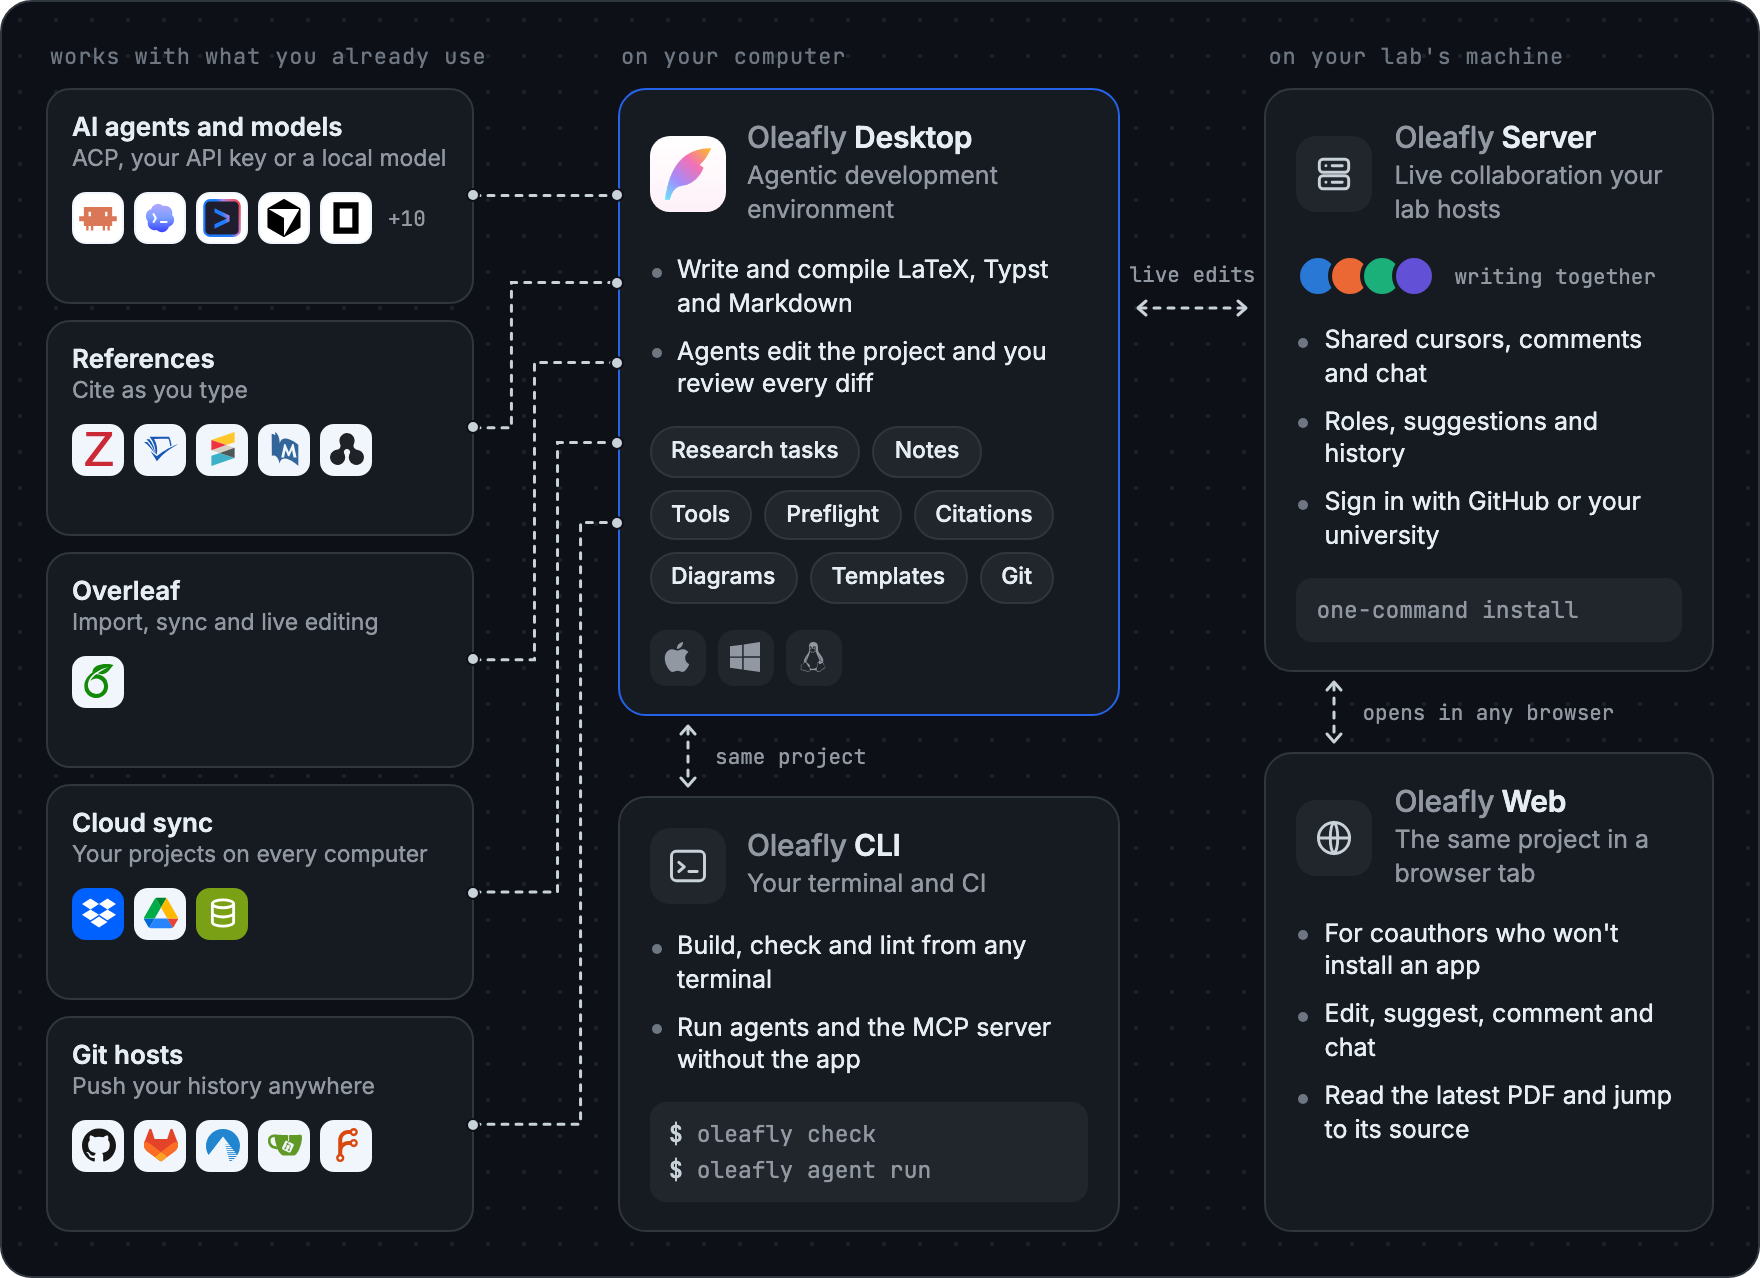 works with what you already use
AI agents and models
ACP, your API key or a local model
+10
References
Cite as you type
Overleaf
Import, sync and live editing
Cloud sync
Your projects on every computer
Git hosts
Push your history anywhere
on your computer
Oleafly Desktop
Agentic development
environment
Write and compile LaTeX, Typst
and Markdown
Agents edit the project and you
review every diff
Research tasks
Notes
Tools
Preflight
Citations
Diagrams
Templates
Git
same project
Oleafly CLI
Your terminal and CI
Build, check and lint from any
terminal
Run agents and the MCP server
without the app
$ oleafly check
$ oleafly agent run
live edits
on your lab's machine
Oleafly Server
Live collaboration your
lab hosts
writing together
Shared cursors, comments
and chat
Roles, suggestions and
history
Sign in with GitHub or your
university
one-command install
opens in any browser
Oleafly Web
The same project in a
browser tab
For coauthors who won't
install an app
Edit, suggest, comment and
chat
Read the latest PDF and jump
to its source